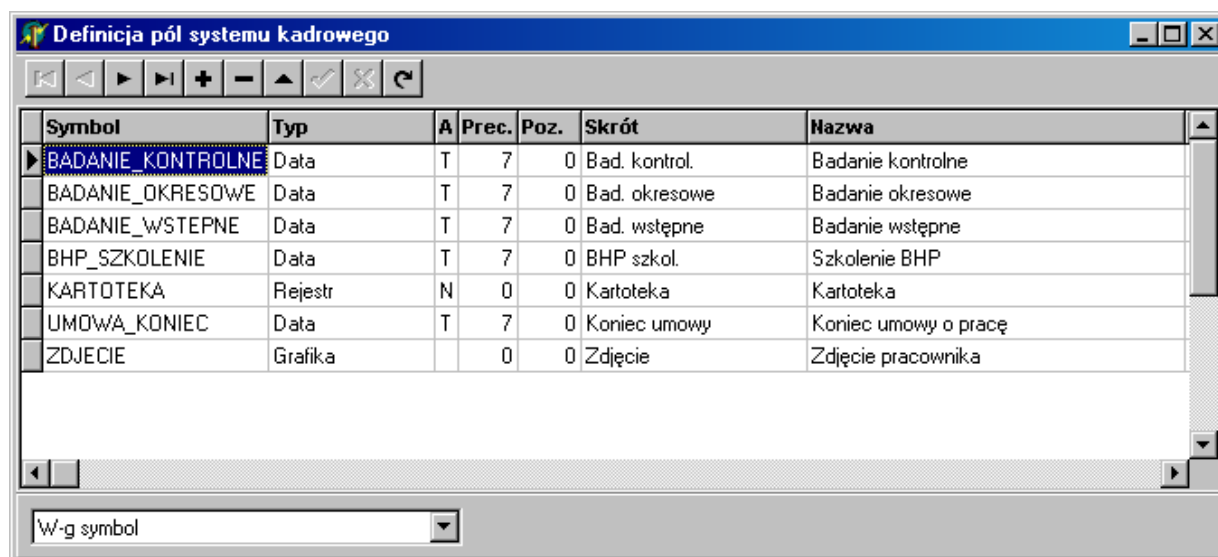 Definicja pól systemu kadrowego
Symbol Typ A Prec. Poz. Skrót Nazwa
BADANIE_KONTROLNE Data T 7 0 Bad. kontrol. Badanie kontrolne
BADANIE_OKRESOWE Data T 7 0 Bad. okresowe Badanie okresowe
BADANIE_WSTEPNE Data T 7 0 Bad. wstępne Badanie wstępne
BHP_SZKOLENIE Data T 7 0 BHP szkol. Szkolenie BHP
KARTOTEKA Rejestr N 0 0 Kartoteka Kartoteka
UMOWA_KONIEC Data T 7 0 Koniec umowy Koniec umowy o pracę
ZDJECIE Grafika 0 0 Zdjęcie Zdjęcie pracownika
W-g symbol